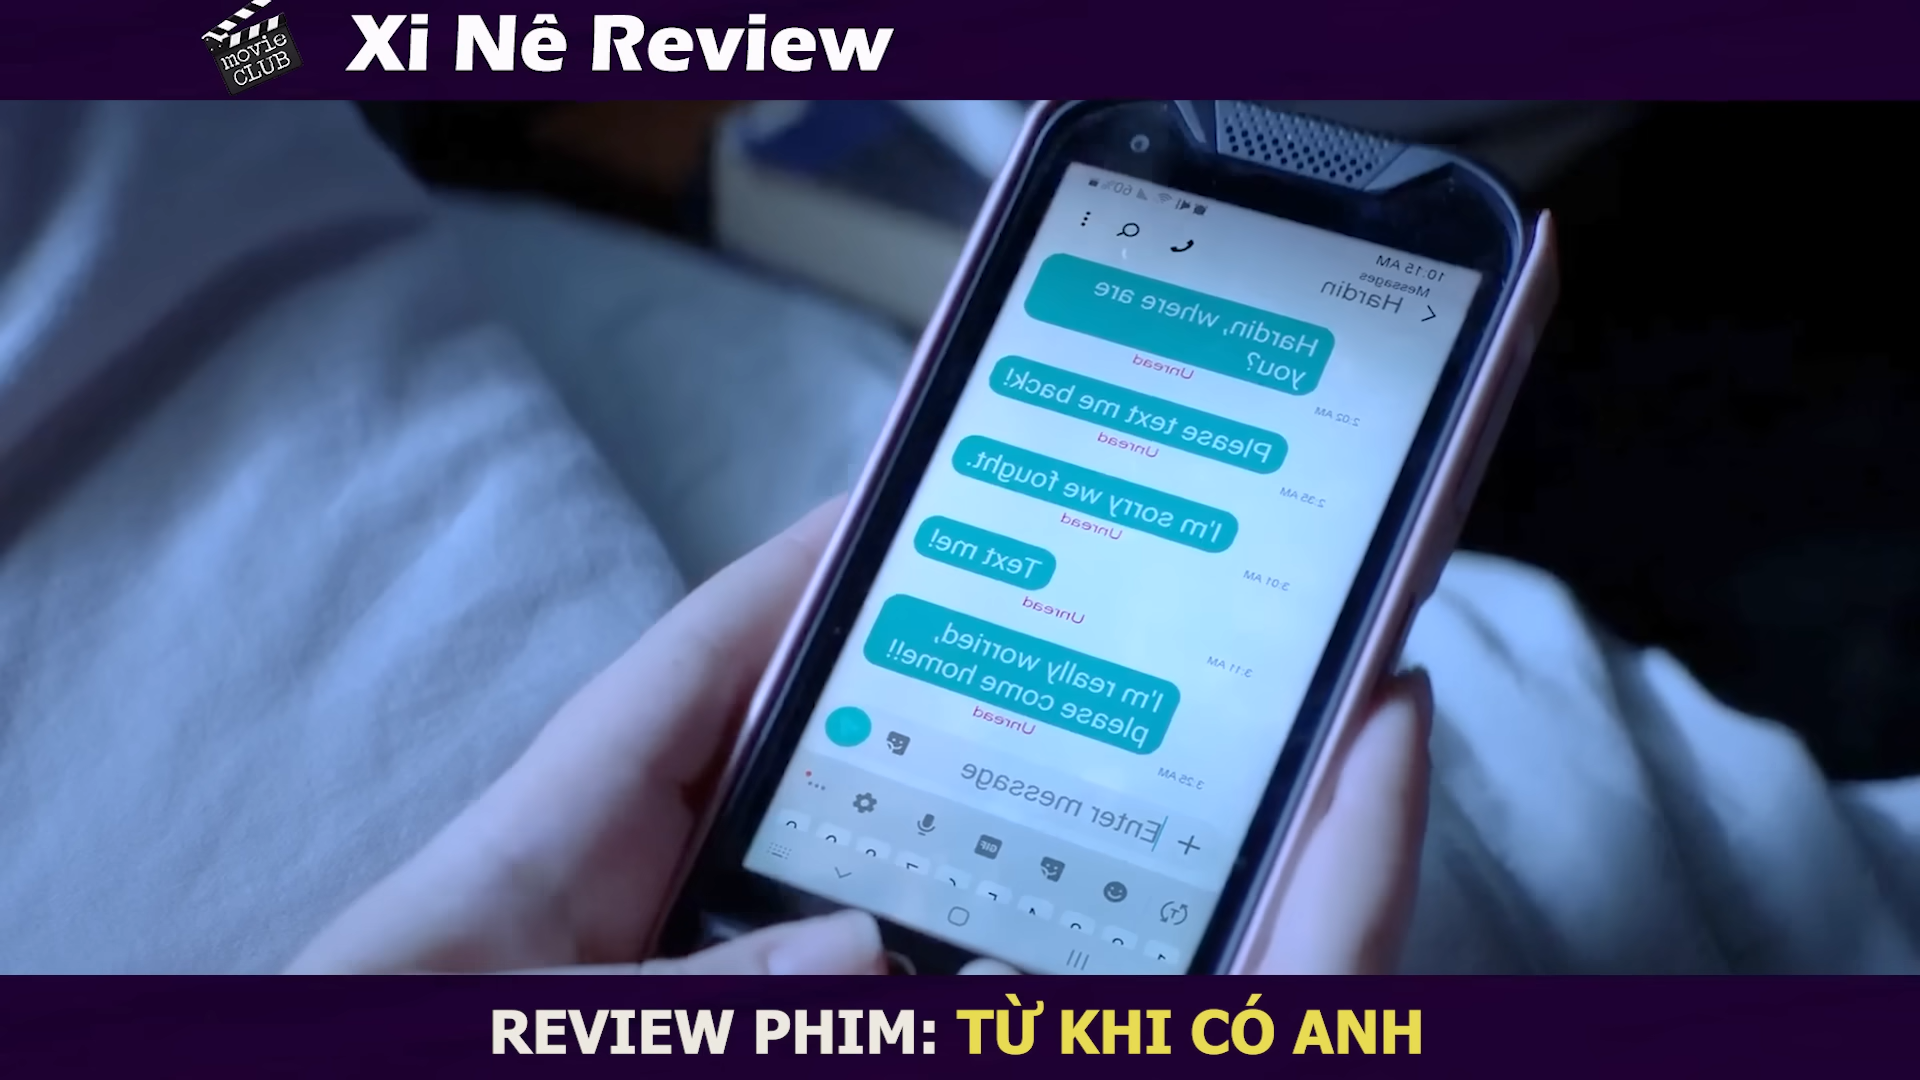 movie
CLUB
Xi Nê Review
60%
10:15 AM
Messages
Hardin
Hardin, where are
you?
Unread
2:02 AM
Please text me back!
Unread
2:35 AM
I'm sorry we fought.
Unread
3:01 AM
Text me!
Unread
3:11 AM
I'm really worried,
please come home!!
Unread
3:25 AM
Enter message
GIF
REVIEW PHIM: TỪ KHI CÓ ANH